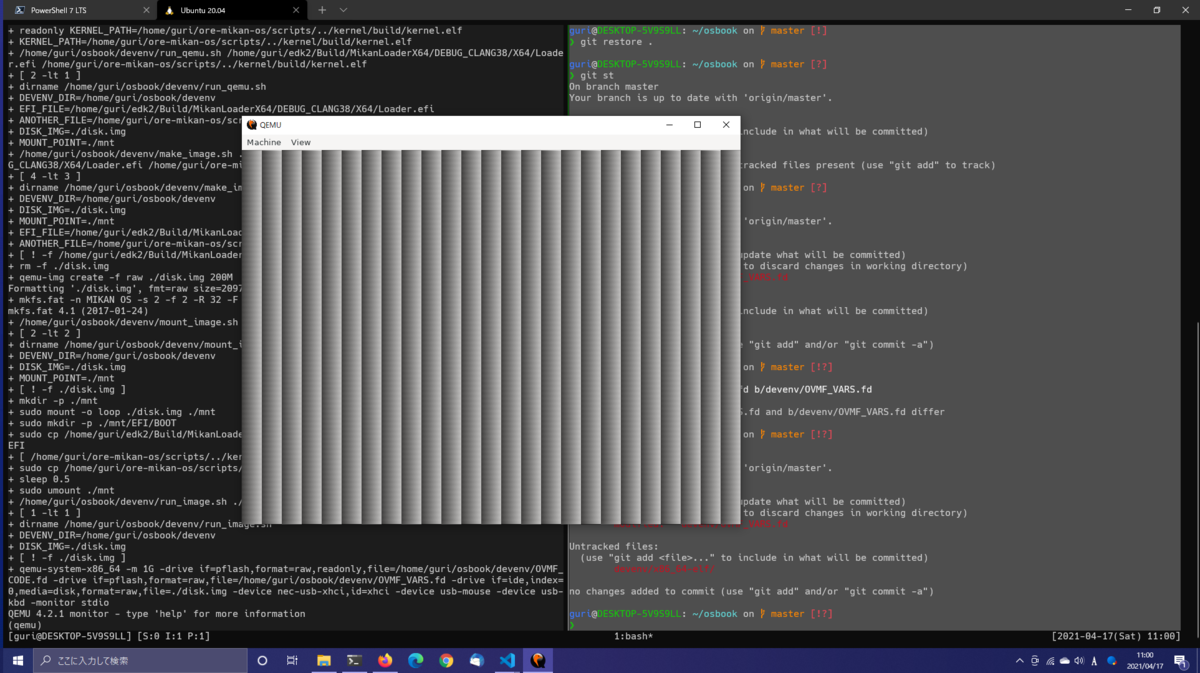 PowerShell 7 LTS
Ubuntu 20.04
+ readonly KERNEL_PATH=/home/guri/ore-mikan-os/scripts/../kernel/build/kernel.elf
+ KERNEL_PATH=/home/guri/ore-mikan-os/scripts/../kernel/build/kernel.elf
+ /home/guri/osbook/devenv/run_qemu.sh /home/guri/edk2/Build/MikanLoaderX64/DEBUG_CLANG38/X64/Loade
r.efi /home/guri/ore-mikan-os/scripts/../kernel/build/kernel.elf
+ [ 2 -lt 1 ]
+ dirname /home/guri/osbook/devenv/run_qemu.sh
+ DEVENV_DIR=/home/guri/osbook/devenv
+ EFI_FILE=/home/guri/edk2/Build/MikanLoaderX64/DEBUG_CLANG38/X64/Loader.efi
+ ANOTHER_FILE=/home/guri/ore-mikan-os/scr
+ DISK_IMG=./disk.img
+ MOUNT_POINT=./mnt
+ /home/guri/osbook/devenv/make_image.sh .
G_CLANG38/X64/Loader.efi /home/guri/ore-mi
+ [ 4 -lt 3 ]
+ dirname /home/guri/osbook/devenv/make_im
+ DEVENV_DIR=/home/guri/osbook/devenv
+ DISK_IMG=./disk.img
+ MOUNT_POINT=./mnt
+ EFI_FILE=/home/guri/edk2/Build/MikanLoade
+ ANOTHER_FILE=/home/guri/ore-mikan-os/scr
+ [ ! -f /home/guri/edk2/Build/MikanLoader
+ rm -f ./disk.img
+ qemu-img create -f raw ./disk.img 200M
Formatting './disk.img', fmt=raw size=2097
+ mkfs.fat -n MIKAN OS -s 2 -f 2 -R 32 -F
mkfs.fat 4.1 (2017-01-24)
+ /home/guri/osbook/devenv/mount_image.sh
+ [ 2 -lt 2 ]
+ dirname /home/guri/osbook/devenv/mount_i
+ DEVENV_DIR=/home/guri/osbook/devenv
+ DISK_IMG=./disk.img
+ MOUNT_POINT=./mnt
+ [ ! -f ./disk.img ]
+ mkdir -p ./mnt
+ sudo mount -o loop ./disk.img ./mnt
+ sudo mkdir -p ./mnt/EFI/BOOT
+ sudo cp /home/guri/edk2/Build/MikanLoade
EFI
+ [ /home/guri/ore-mikan-os/scripts/../ker
+ sudo cp /home/guri/ore-mikan-os/scripts/
+ sleep 0.5
+ sudo umount ./mnt
+ /home/guri/osbook/devenv/run_image.sh ./
+ [ 1 -lt 1 ]
+ dirname /home/guri/osbook/devenv/run_image.sh
+ DEVENV_DIR=/home/guri/osbook/devenv
+ DISK_IMG=./disk.img
+ [ ! -f ./disk.img ]
+ qemu-system-x86_64 -m 1G -drive if=pflash,format=raw,readonly,file=/home/guri/osbook/devenv/OVMF_
CODE.fd -drive if=pflash,format=raw,file=/home/guri/osbook/devenv/OVMF_VARS.fd -drive if=ide,index=
0,media=disk,format=raw,file=./disk.img -device nec-usb-xhci,id=xhci -device usb-mouse -device usb-
kbd -monitor stdio
QEMU 4.2.1 monitor - type 'help' for more information
(qemu)
QEMU
Machine View
guri@DESKTOP-5V9S9LL: ~/osbook on master [!]
❯ git restore .
guri@DESKTOP-5V9S9LL: ~/osbook on master [?]
❯ git st
On branch master
Your branch is up to date with 'origin/master'.
include in what will be committed)
racked files present (use "git add" to track)
on master [?]
'origin/master'.
update what will be committed)
to discard changes in working directory)
include in what will be committed)
e "git add" and/or "git commit -a")
on master [!?]
d b/devenv/OVMF_VARS.fd
.fd and b/devenv/OVMF_VARS.fd differ
on master [!?]
'origin/master'.
update what will be committed)
to discard changes in working directory)
Untracked files:
(use "git add <file>..." to include in what will be committed)
no changes added to commit (use "git add" and/or "git commit -a")
guri@DESKTOP-5V9S9LL: ~/osbook on master [!?]
❯
[guri@DESKTOP-5V9S9LL] [S:0 I:1 P:1] 1:bash* [2021-04-17(Sat) 11:00]
ここに入力して検索
A
11:00
2021/04/17
1